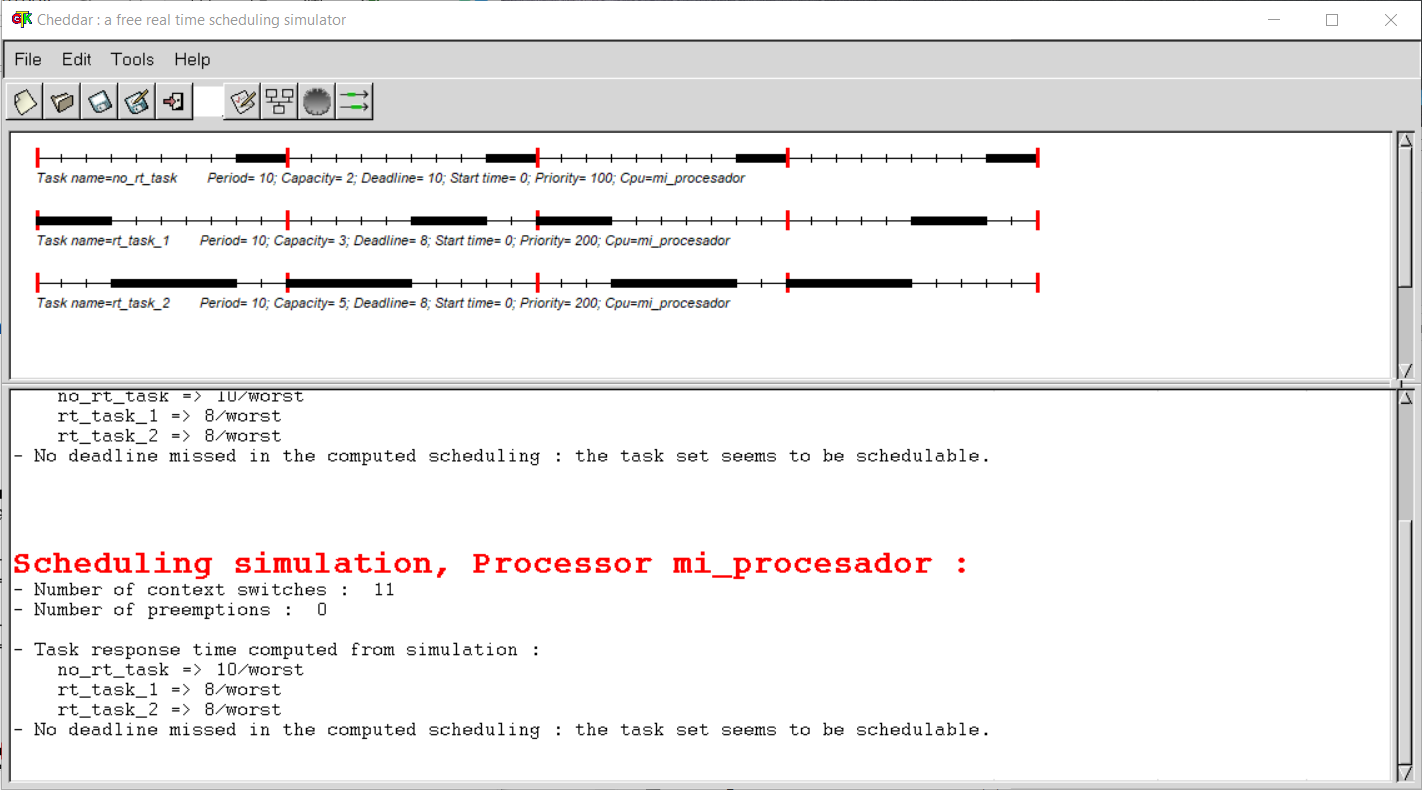 Cheddar : a free real time scheduling simulator
File Edit Tools Help
Task name=no_rt_task Period= 10; Capacity= 2; Deadline= 10; Start time= 0; Priority= 100; Cpu=mi_procesador
Task name=rt_task_1 Period= 10; Capacity= 3; Deadline= 8; Start time= 0; Priority= 200; Cpu=mi_procesador
Task name=rt_task_2 Period= 10; Capacity= 5; Deadline= 8; Start time= 0; Priority= 200; Cpu=mi_procesador
no_rt_task => 10/worst
rt_task_1 => 8/worst
rt_task_2 => 8/worst
- No deadline missed in the computed scheduling : the task set seems to be schedulable.
Scheduling simulation, Processor mi_procesador :
- Number of context switches : 11
- Number of preemptions : 0
- Task response time computed from simulation :
no_rt_task => 10/worst
rt_task_1 => 8/worst
rt_task_2 => 8/worst
- No deadline missed in the computed scheduling : the task set seems to be schedulable.